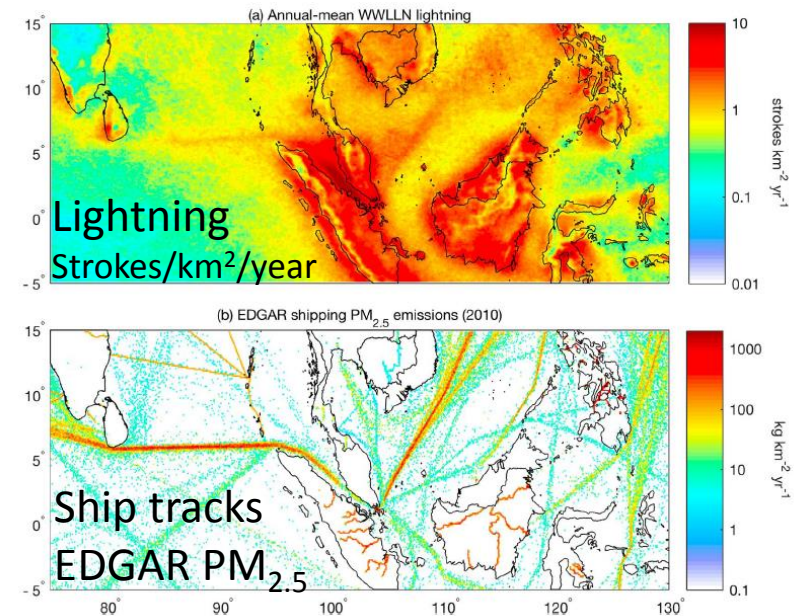 (a) Annual-mean WWLLN lightning
15°
10°
5°
0°
- 5°
Lightning
Strokes/km²/year
10
1
0.1
0.01
strokes km⁻² yr⁻¹
(b) EDGAR shipping PM₂.₅ emissions (2010)
15°
10°
5°
0°
- 5°
Ship tracks
EDGAR PM₂.₅
80° 90° 100° 110° 120° 130°
1000
100
10
1
0.1
kg km⁻² yr⁻¹